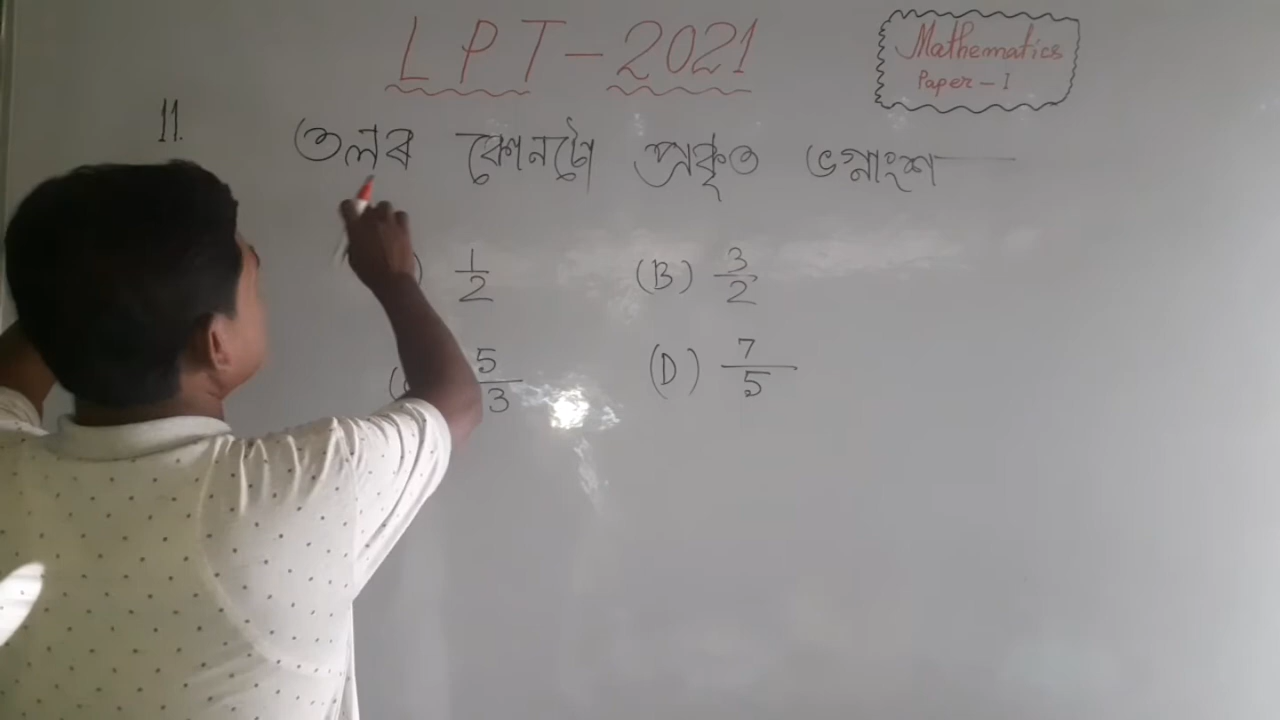 LPT-2021
Mathematics
Paper-I
11. তলৰ কোনটো প্ৰকৃত ভগ্নাংশ
) 1/2 (B) 3/2
( 5/3 (D) 7/5